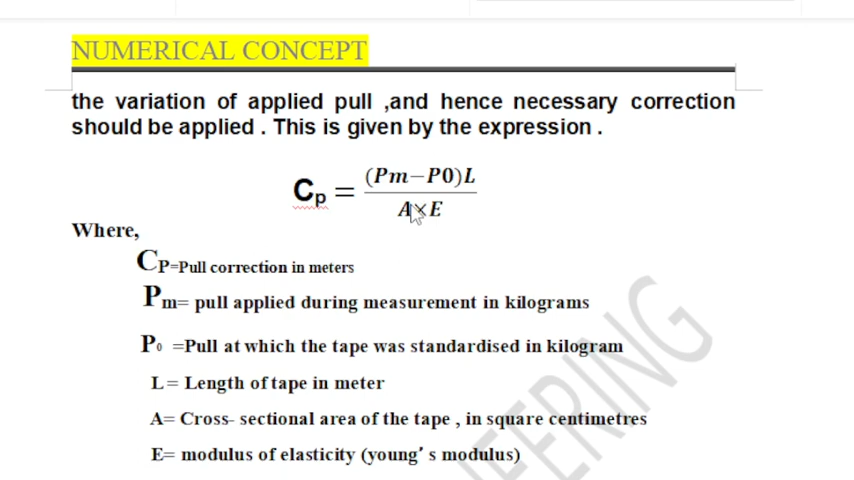 NUMERICAL CONCEPT
the variation of applied pull ,and hence necessary correction
should be applied . This is given by the expression .
Cp = (Pm−P0)L
A×E
Where,
CP=Pull correction in meters
Pm= pull applied during measurement in kilograms
P0 =Pull at which the tape was standardised in kilogram
L= Length of tape in meter
A= Cross- sectional area of the tape , in square centimetres
E= modulus of elasticity (young’s modulus)
EERING